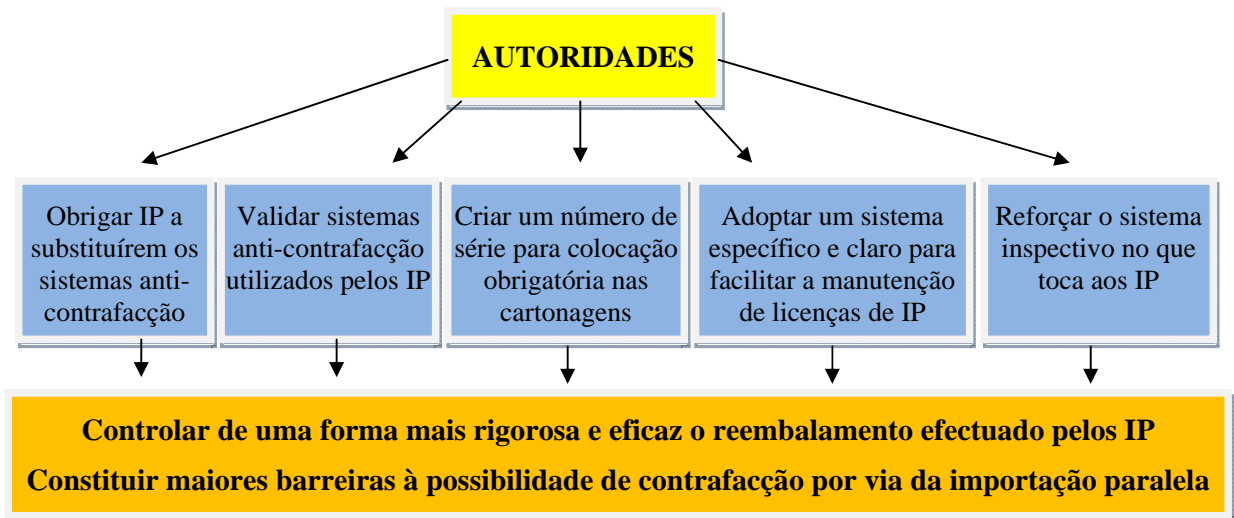 AUTORIDADES
Obrigar IP a
substituírem os
sistemas anti-
contrafacção
Validar sistemas
anti-contrafacção
utilizados pelos IP
Criar um número de
série para colocação
obrigatória nas
cartonagens
Adoptar um sistema
específico e claro para
facilitar a manutenção
de licenças de IP
Reforçar o sistema
inspectivo no que
toca aos IP
Controlar de uma forma mais rigorosa e eficaz o reembalamento efectuado pelos IP
Constituir maiores barreiras à possibilidade de contrafacção por via da importação paralela